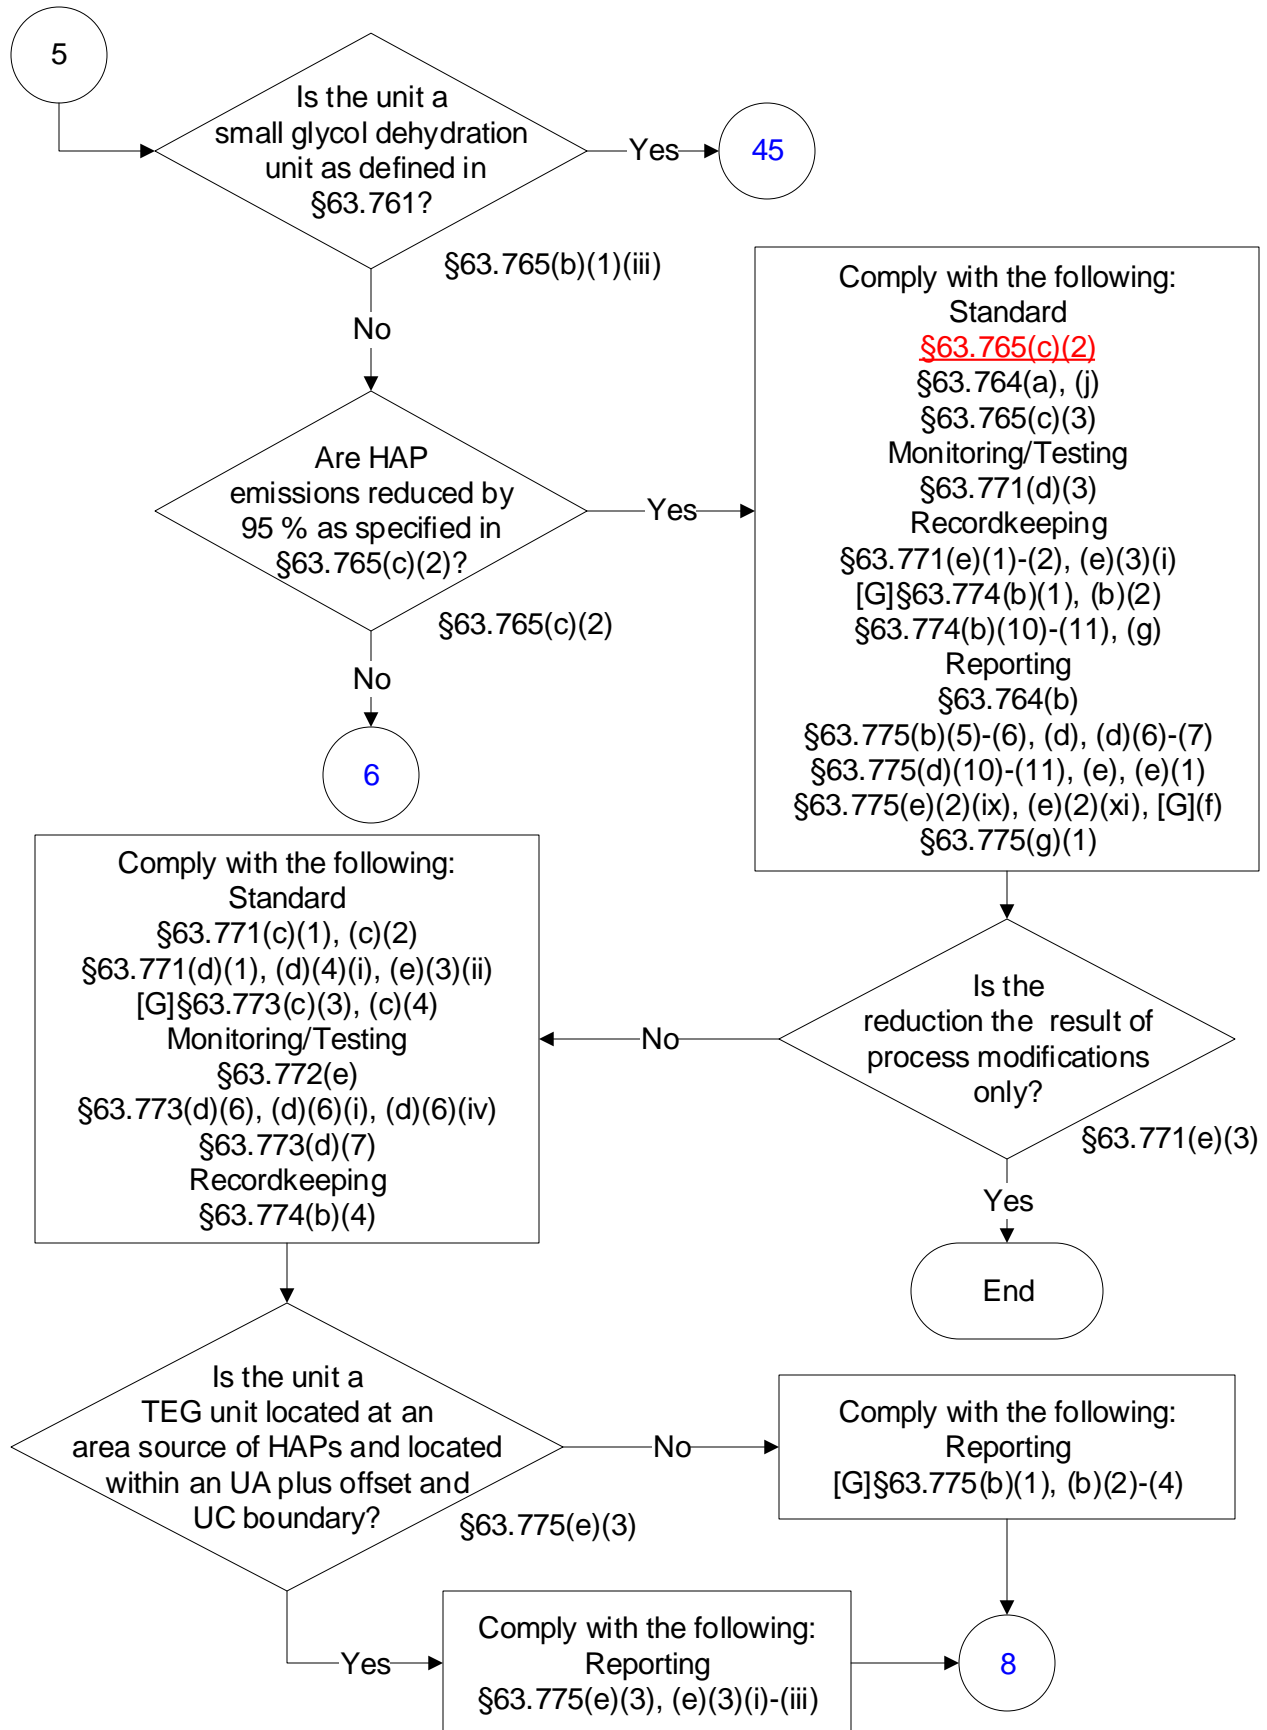 5
Is the unit a
small glycol dehydration
unit as defined in
§63.761?
Yes
45
§63.765(b)(1)(iii)
No
Are HAP
emissions reduced by
95 % as specified in
§63.765(c)(2)?
Yes
§63.765(c)(2)
No
6
Comply with the following:
Standard
§63.765(c)(2)
§63.764(a), (j)
§63.765(c)(3)
Monitoring/Testing
§63.771(d)(3)
Recordkeeping
§63.771(e)(1)-(2), (e)(3)(i)
[G]§63.774(b)(1), (b)(2)
§63.774(b)(10)-(11), (g)
Reporting
§63.764(b)
§63.775(b)(5)-(6), (d), (d)(6)-(7)
§63.775(d)(10)-(11), (e), (e)(1)
§63.775(e)(2)(ix), (e)(2)(xi), [G](f)
§63.775(g)(1)
Is the
reduction the result of
process modifications
only?
§63.771(e)(3)
No
Yes
End
Comply with the following:
Standard
§63.771(c)(1), (c)(2)
§63.771(d)(1), (d)(4)(i), (e)(3)(ii)
[G]§63.773(c)(3), (c)(4)
Monitoring/Testing
§63.772(e)
§63.773(d)(6), (d)(6)(i), (d)(6)(iv)
§63.773(d)(7)
Recordkeeping
§63.774(b)(4)
Is the unit a
TEG unit located at an
area source of HAPs and located
within an UA plus offset and
UC boundary?
§63.775(e)(3)
No
Comply with the following:
Reporting
[G]§63.775(b)(1), (b)(2)-(4)
Yes
Comply with the following:
Reporting
§63.775(e)(3), (e)(3)(i)-(iii)
8